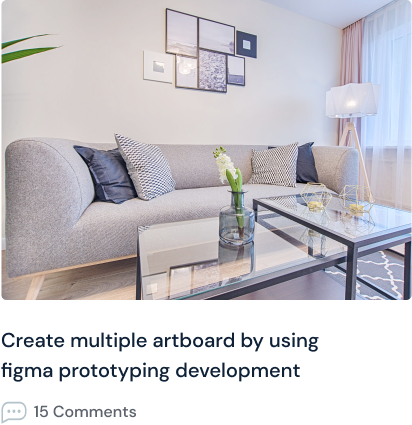 Create multiple artboard by using
figma prototyping development
15 Comments